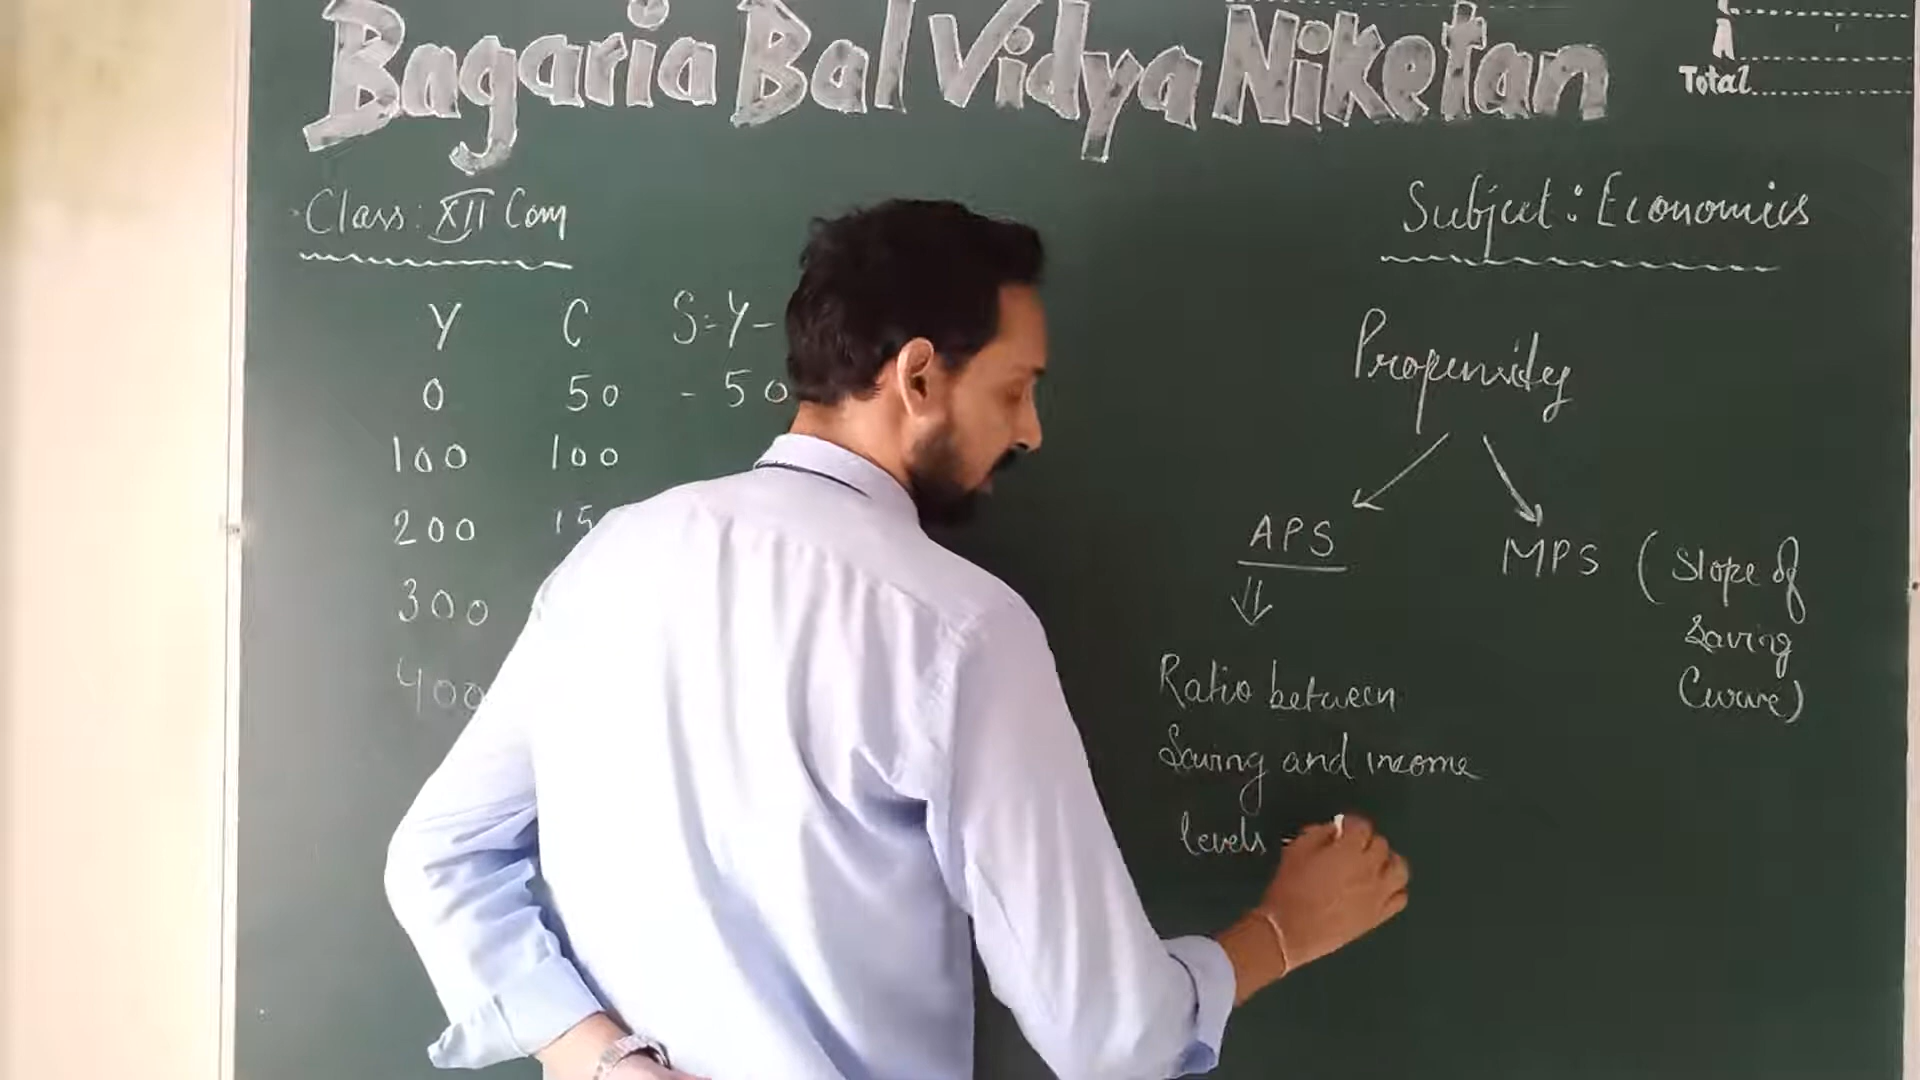 Bagaria Bal Vidya Niketan
A
Total
Class: XII Com
Subject: Economics
Y C S=Y-
0 50 -50
100 100
200 15
300
400
Propensity
APS
MPS (Slope of
Saving
Curve)
Ratio between
Saving and income
levels =